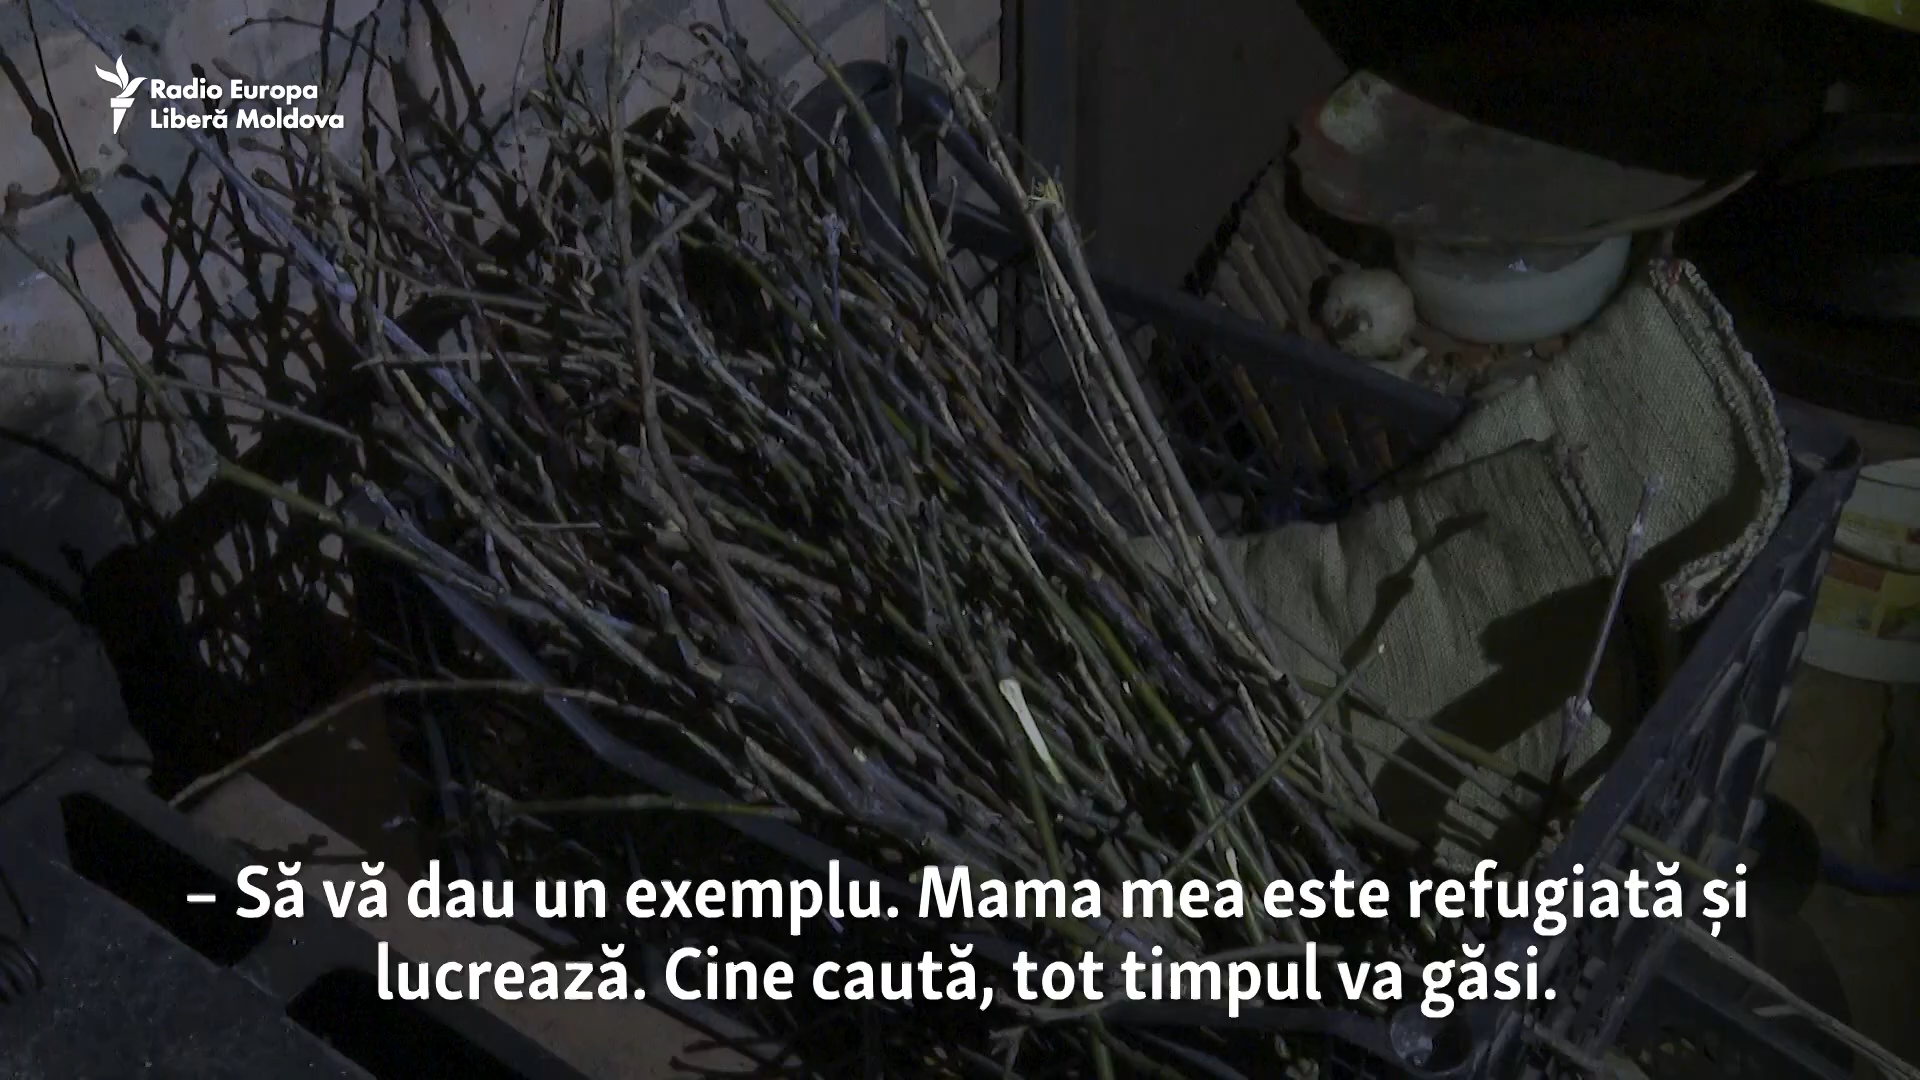 Radio Europa
Liberă Moldova
– Să vă dau un exemplu. Mama mea este refugiată și
lucrează. Cine caută, tot timpul va găsi.